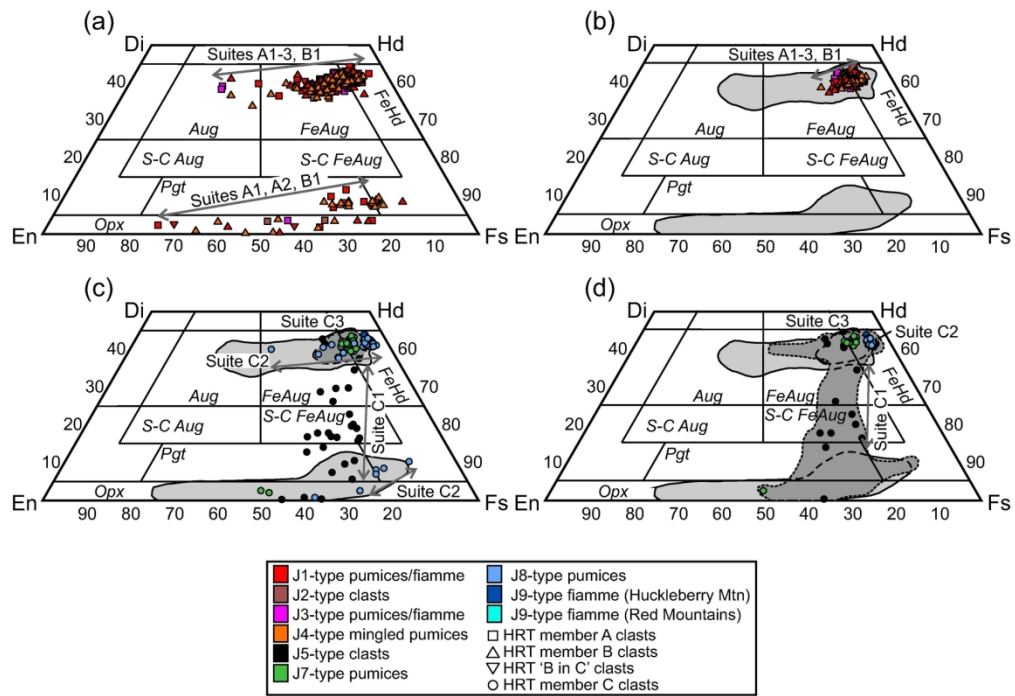 (a)
Di
Hd
Suites A1-3, B1
40
60
30
70
FeHd
Aug
FeAug
20
80
S-C Aug
S-C FeAug
Suites A1, A2, B1
10
Pgt
90
Opx
En
Fs
90 80 70 60 50 40 30 20 10
(b)
Di
Hd
Suites A1-3, B1
40
60
30
70
FeHd
Aug
FeAug
20
80
S-C Aug
S-C FeAug
10
Pgt
90
Opx
En
Fs
90 80 70 60 50 40 30 20 10
(c)
Di
Hd
Suite C3
40
60
Suite C2
30
70
FeHd
Aug
FeAug
Suite C1
20
S-C FeAug
80
S-C Aug
10
Pgt
90
Opx
Suite C2
En
Fs
90 80 70 60 50 40 30 20
(d)
Di
Hd
Suite C3
Suite C2
40
60
30
70
FeHd
Aug
FeAug
Suite C1
20
S-C FeAug
80
S-C Aug
10
Pgt
90
Opx
En
Fs
90 80 70 60 50 40 30 20 10
J1-type pumices/fiamme
J2-type clasts
J3-type pumices/fiamme
J4-type mingled pumices
J5-type clasts
J7-type pumices
J8-type pumices
J9-type fiamme (Huckleberry Mtn)
J9-type fiamme (Red Mountains)
HRT member A clasts
HRT member B clasts
HRT 'B in C' clasts
HRT member C clasts